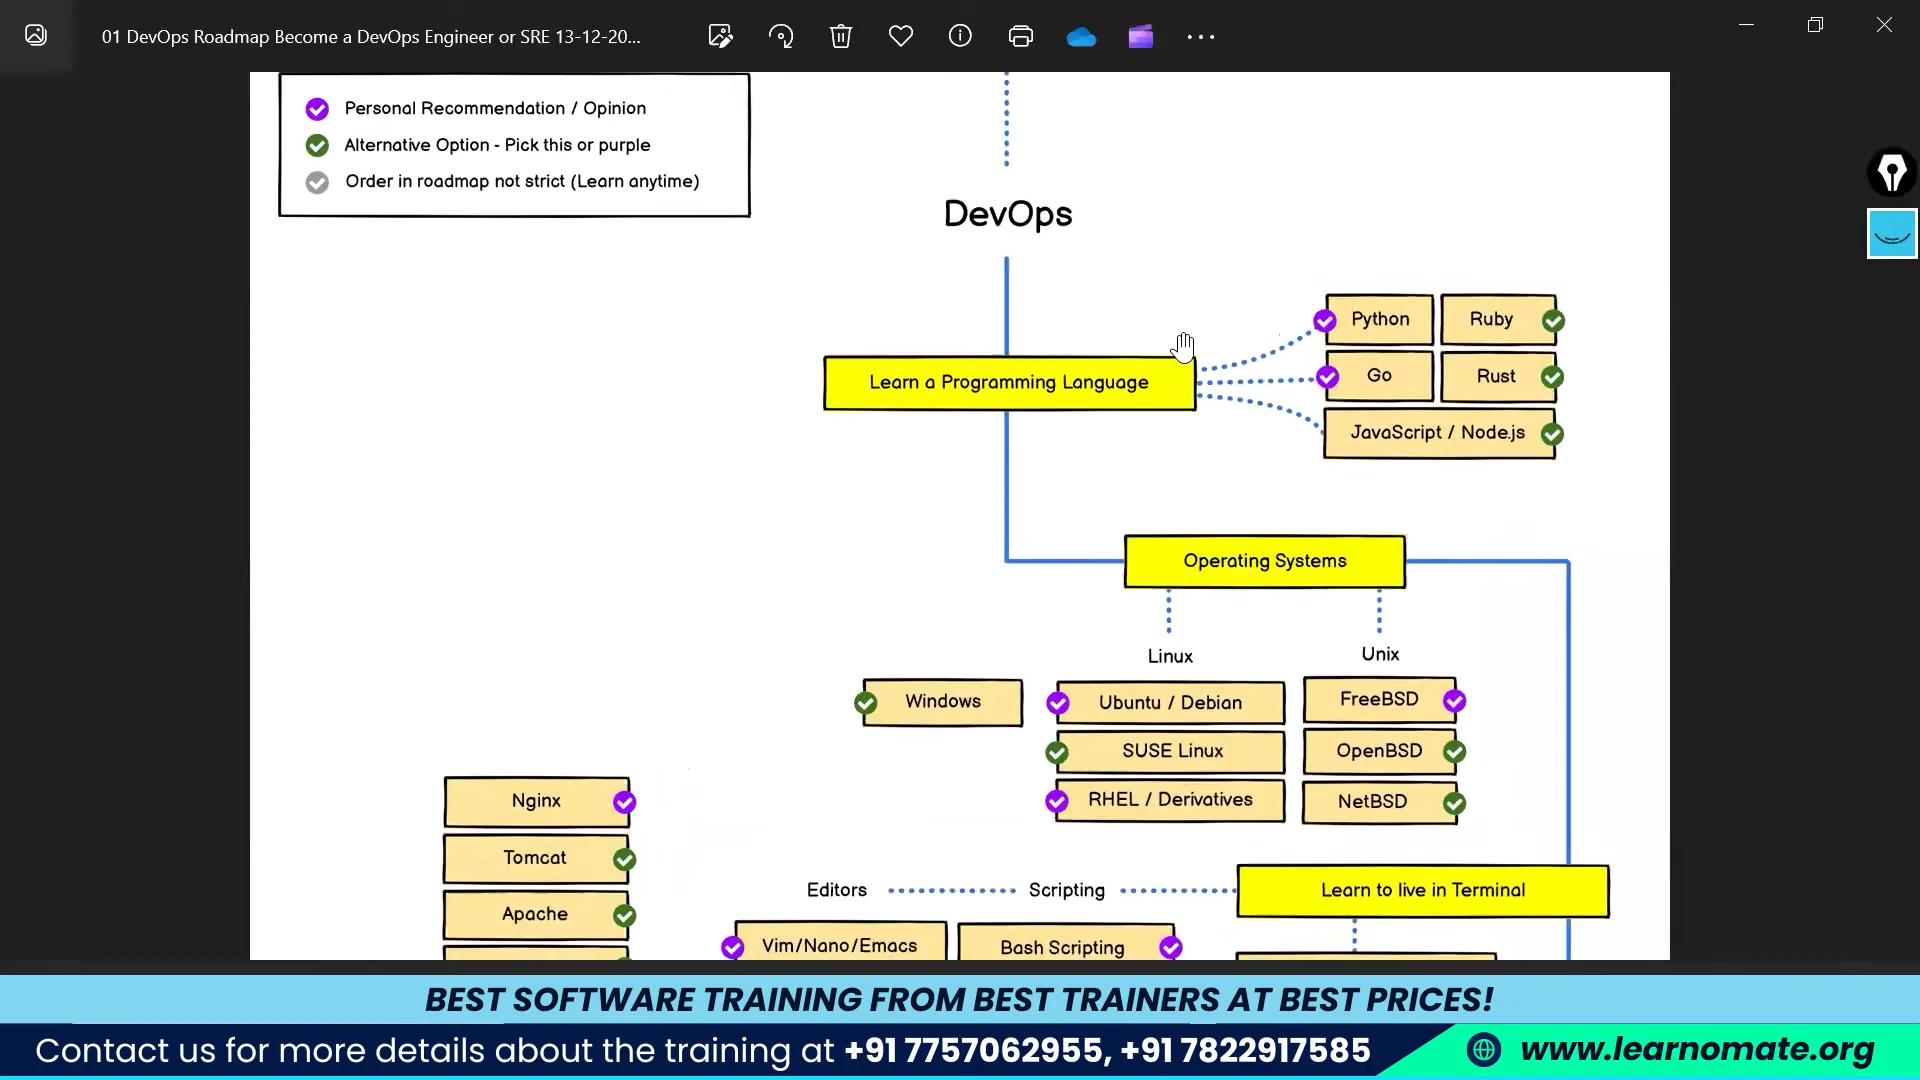 01 DevOps Roadmap Become a DevOps Engineer or SRE 13-12-20...
Personal Recommendation / Opinion
Alternative Option - Pick this or purple
Order in roadmap not strict (Learn anytime)
DevOps
Learn a Programming Language
Python
Ruby
Go
Rust
JavaScript / Node.js
Operating Systems
Linux
Unix
Windows
Ubuntu / Debian
FreeBSD
SUSE Linux
OpenBSD
RHEL / Derivatives
NetBSD
Nginx
Tomcat
Apache
Editors
Scripting
Learn to live in Terminal
Vim/Nano/Emacs
Bash Scripting
BEST SOFTWARE TRAINING FROM BEST TRAINERS AT BEST PRICES!
Contact us for more details about the training at +91 7757062955, +91 7822917585
www.learnomate.org